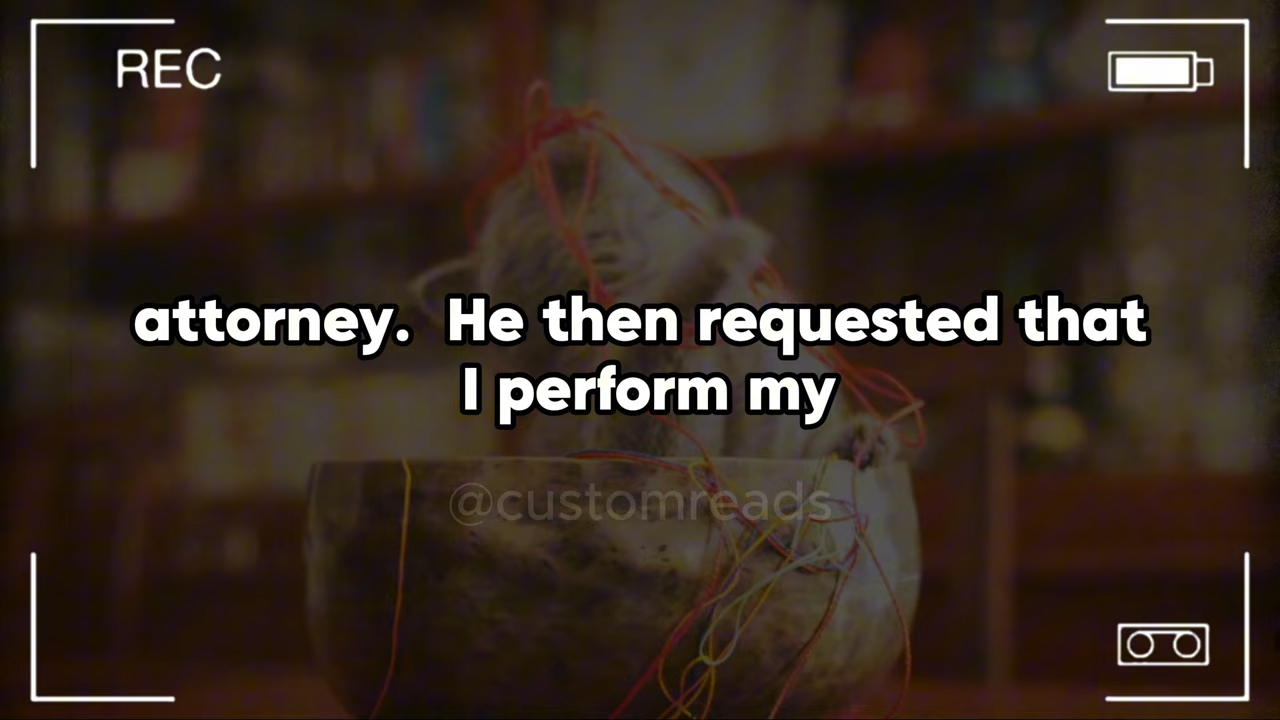 REC
attorney.  He then requested that
I perform my
@customreads